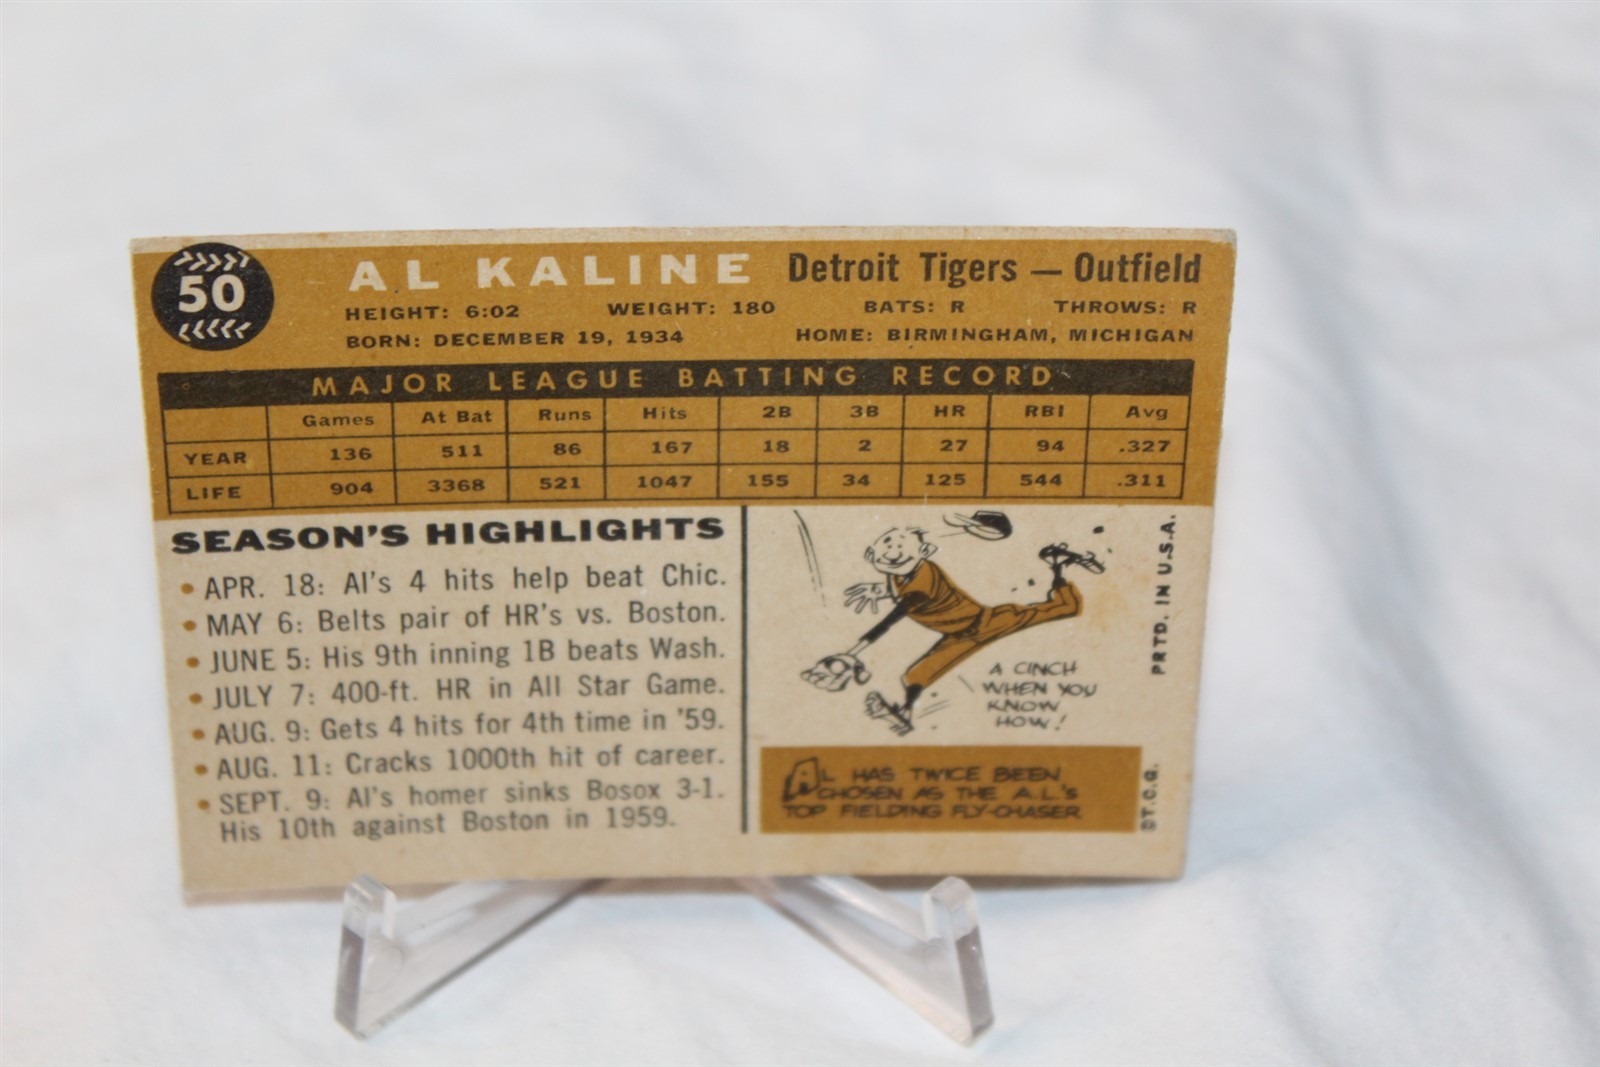 50
AL KALINE Detroit Tigers — Outfield
HEIGHT: 6:02 WEIGHT: 180 BATS: R THROWS: R
BORN: DECEMBER 19, 1934 HOME: BIRMINGHAM, MICHIGAN
MAJOR LEAGUE BATTING RECORD
Games At Bat Runs Hits 2B 3B HR RBI Avg
YEAR 136 511 86 167 18 2 27 94 .327
LIFE 904 3368 521 1047 155 34 125 544 .311
SEASON'S HIGHLIGHTS
• APR. 18: Al's 4 hits help beat Chic.
• MAY 6: Belts pair of HR's vs. Boston.
• JUNE 5: His 9th inning 1B beats Wash.
• JULY 7: 400-ft. HR in All Star Game.
• AUG. 9: Gets 4 hits for 4th time in '59.
• AUG. 11: Cracks 1000th hit of career.
• SEPT. 9: Al's homer sinks Bosox 3-1.
His 10th against Boston in 1959.
A CINCH
WHEN YOU
KNOW
HOW!
AL HAS TWICE BEEN
CHOSEN AS THE A.L.'S
TOP FIELDING FLY-CHASER
©T.C.G. PRTD. IN U.S.A.